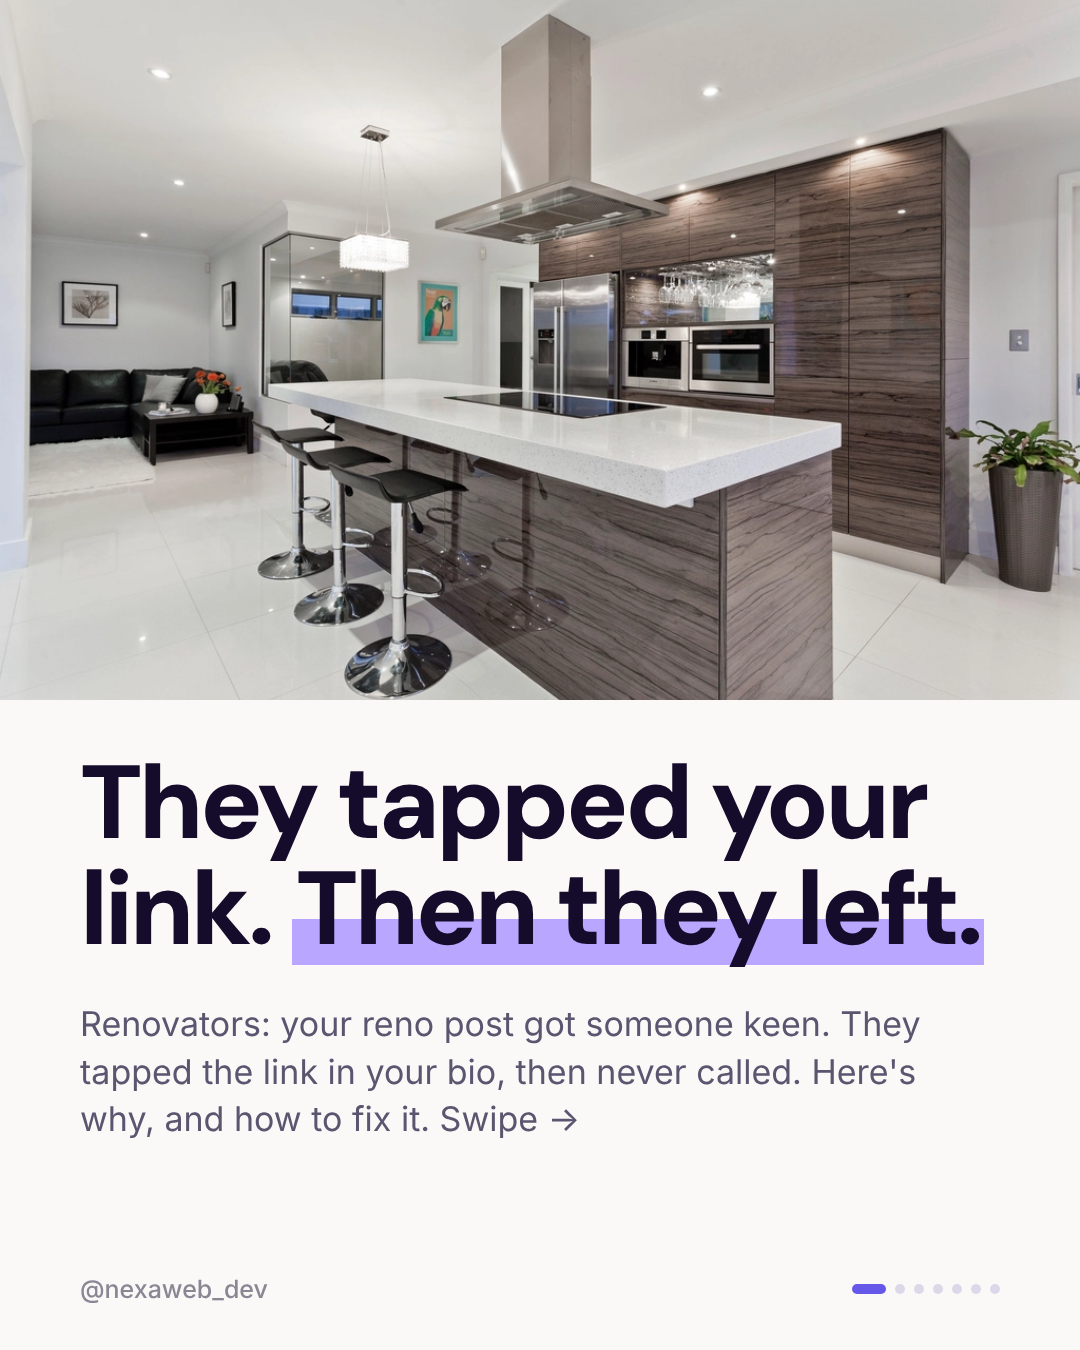 They tapped your
link. Then they left.
Renovators: your reno post got someone keen. They
tapped the link in your bio, then never called. Here's
why, and how to fix it. Swipe →
@nexaweb_dev